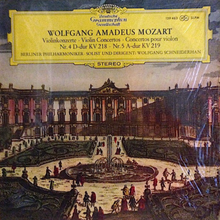 Deutsche
Grammophon
Gesellschaft
WOLFGANG AMADEUS MOZART
Violinkonzerte · Violin Concertos · Concertos pour violon
Nr. 4 D-dur KV 218 · Nr. 5 A-dur KV 219
BERLINER PHILHARMONIKER · SOLIST UND DIRIGENT: WOLFGANG SCHNEIDERHAN
STEREO